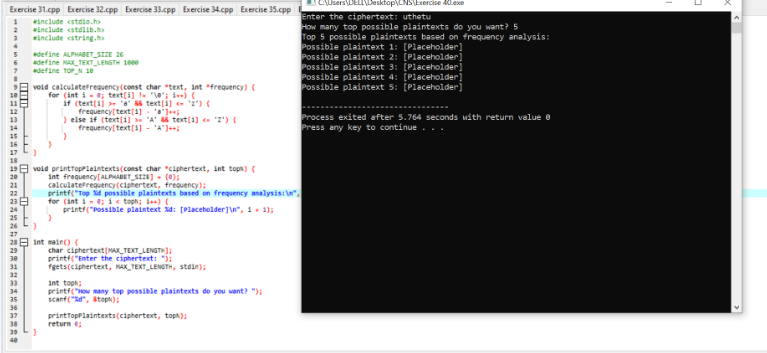 Exercise 31.cpp Exercise 32.cpp Exercise 33.cpp Exercise 34.cpp Exercise 35.cpp
C:\Users\DELL\Desktop\CNS\Exercise 40.exe
1 #include <stdio.h>
2 #include <stdlib.h>
3 #include <string.h>
4
5 #define ALPHABET_SIZE 26
6 #define MAX_TEXT_LENGTH 1000
7 #define TOP_N 10
8
9 void calculateFrequency(const char *text, int *frequency) {
10 for (int i = 0; text[i] != '\0'; i++) {
11 if (text[i] >= 'a' && text[i] <= 'z') {
12 frequency[text[i] - 'a']++;
13 } else if (text[i] >= 'A' && text[i] <= 'Z') {
14 frequency[text[i] - 'A']++;
15 }
16 }
17 }
18
19 void printTopPlaintexts(const char *ciphertext, int topN) {
20 int frequency[ALPHABET_SIZE] = {0};
21 calculateFrequency(ciphertext, frequency);
22 printf("Top %d possible plaintexts based on frequency analysis:\n",
23 for (int i = 0; i < topN; i++) {
24 printf("Possible plaintext %d: [Placeholder]\n", i + 1);
25 }
26 }
27
28 int main() {
29 char ciphertext[MAX_TEXT_LENGTH];
30 printf("Enter the ciphertext: ");
31 fgets(ciphertext, MAX_TEXT_LENGTH, stdin);
32
33 int topN;
34 printf("How many top possible plaintexts do you want? ");
35 scanf("%d", &topN);
36
37 printTopPlaintexts(ciphertext, topN);
38 return 0;
39 }
40
Enter the ciphertext: uthetu
How many top possible plaintexts do you want? 5
Top 5 possible plaintexts based on frequency analysis:
Possible plaintext 1: [Placeholder]
Possible plaintext 2: [Placeholder]
Possible plaintext 3: [Placeholder]
Possible plaintext 4: [Placeholder]
Possible plaintext 5: [Placeholder]
--------------------------------
Process exited after 5.764 seconds with return value 0
Press any key to continue . . .